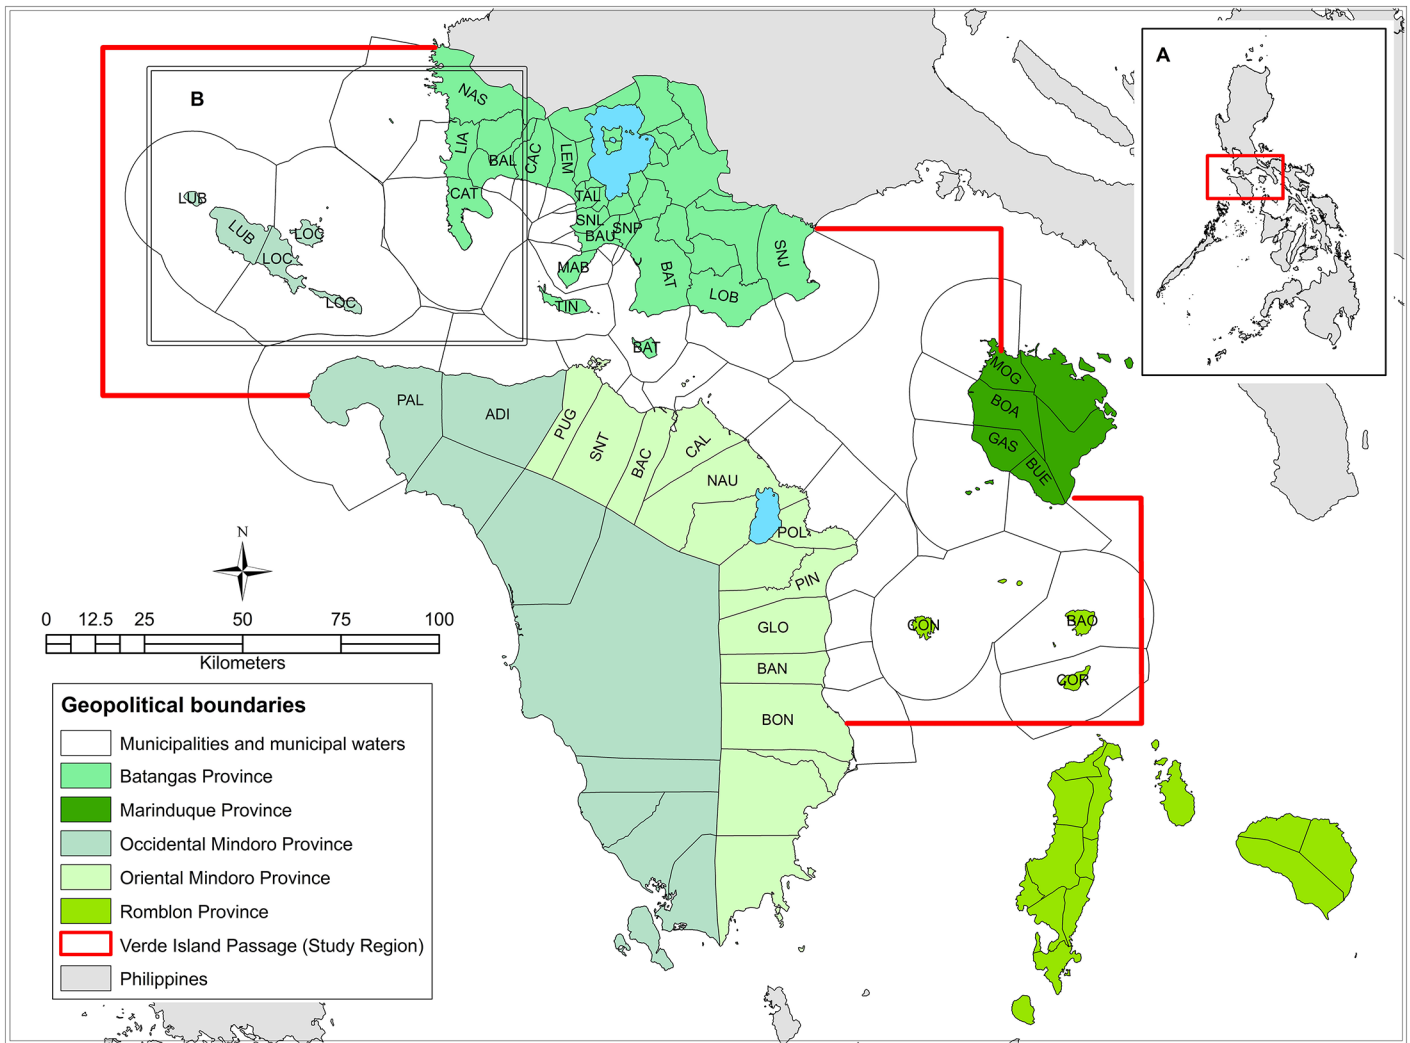 A
B
NAS
LIA
BAL
CAC
LEM
CAT
TAL
SNL
SNP
BAU
MAB
TIN
BAT
LOB
SNJ
BAT
LUB
LUB
LOC
LOC
LOC
MOG
BOA
GAS
BUE
PAL
ADI
PUG
SNT
BAC
CAL
NAU
POL
PIN
GLO
BAN
BON
CON
BAO
COR
N
0 12.5 25 50 75 100
Kilometers
Geopolitical boundaries
Municipalities and municipal waters
Batangas Province
Marinduque Province
Occidental Mindoro Province
Oriental Mindoro Province
Romblon Province
Verde Island Passage (Study Region)
Philippines